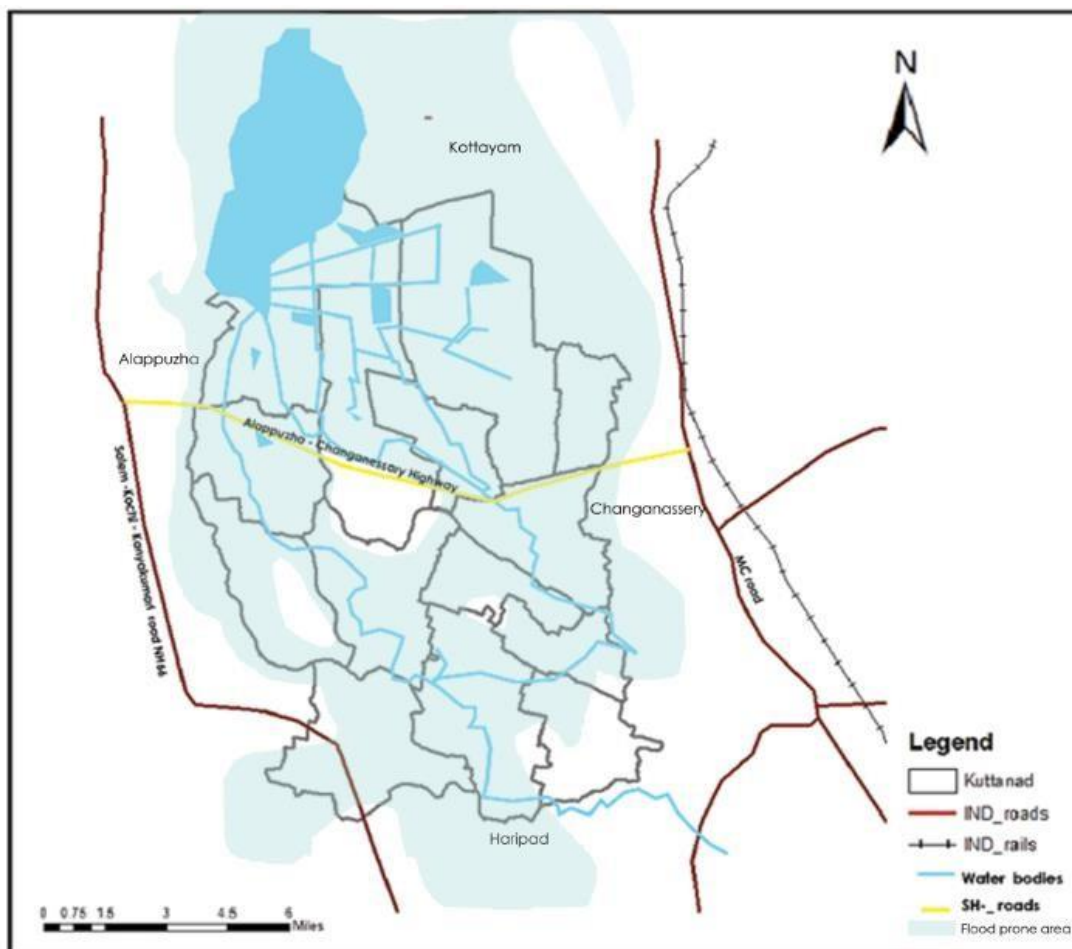 N
Kottayam
Alappuzha
Alappuzha - Changanessary Highway
Salem -Kochi - Kanyakumari road NH66
Changanassery
MC road
Haripad
Legend
Kuttanad
IND_roads
IND_rails
Water bodies
SH-_roads
Flood prone area
0 0.75 1.5 3 4.5 6
Miles